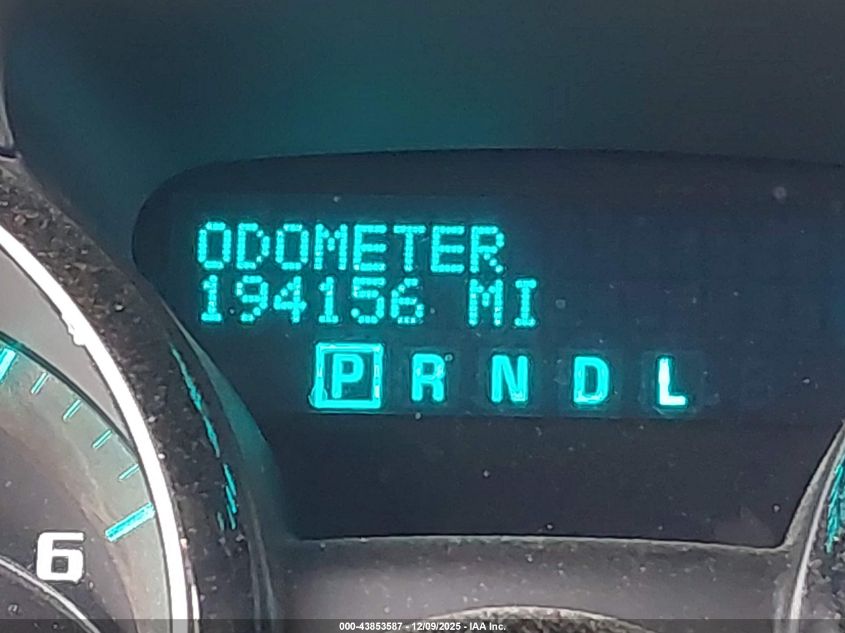 ODOMETER
194156 MI
P R N D L
6
000-43853587 - 12/09/2025 - IAA Inc.